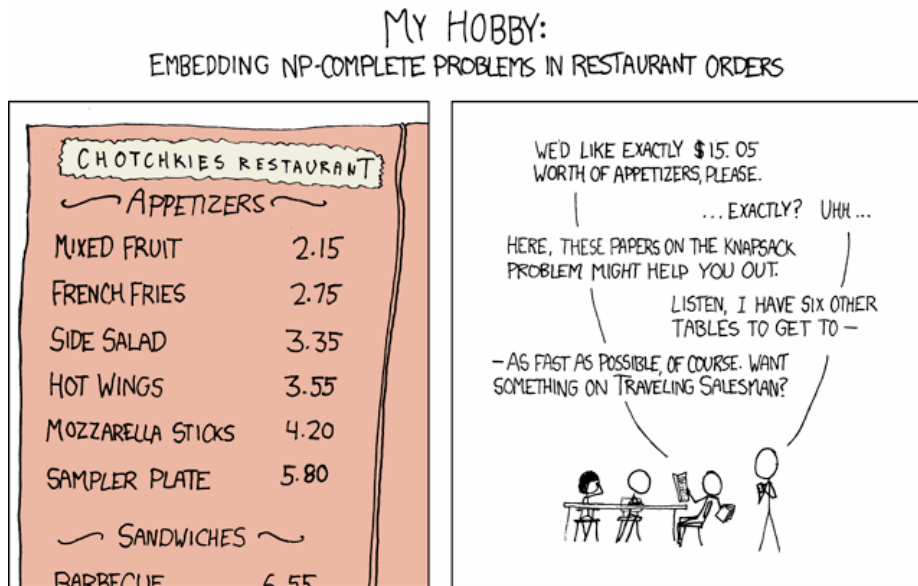 MY HOBBY:
EMBEDDING NP-COMPLETE PROBLEMS IN RESTAURANT ORDERS
CHOTCHKIES RESTAURANT
APPETIZERS
MIXED FRUIT 2.15
FRENCH FRIES 2.75
SIDE SALAD 3.35
HOT WINGS 3.55
MOZZARELLA STICKS 4.20
SAMPLER PLATE 5.80
SANDWICHES
BARBECUE 6.55
WE'D LIKE EXACTLY $15.05
WORTH OF APPETIZERS, PLEASE.
...EXACTLY? UHH...
HERE, THESE PAPERS ON THE KNAPSACK
PROBLEM MIGHT HELP YOU OUT.
LISTEN, I HAVE SIX OTHER
TABLES TO GET TO —
—AS FAST AS POSSIBLE, OF COURSE. WANT
SOMETHING ON TRAVELING SALESMAN?